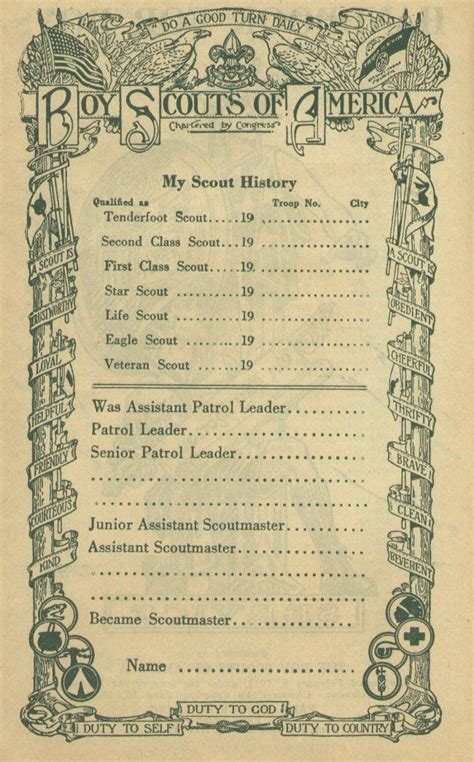 "DO A GOOD TURN DAILY"
BOY SCOUTS OF AMERICA
Chartered by Congress
My Scout History
Qualified as Troop No. City
Tenderfoot Scout.....19
Second Class Scout...19
First Class Scout....19
Star Scout ..........19
Life Scout ..........19
Eagle Scout .........19
Veteran Scout .......19
Was Assistant Patrol Leader
Patrol Leader
Senior Patrol Leader
Junior Assistant Scoutmaster
Assistant Scoutmaster
Became Scoutmaster
Name
A SCOUT IS
TRUSTWORTHY
LOYAL
HELPFUL
FRIENDLY
COURTEOUS
KIND
A SCOUT IS
OBEDIENT
CHEERFUL
THRIFTY
BRAVE
CLEAN
REVERENT
DUTY TO GOD
DUTY TO SELF
DUTY TO COUNTRY